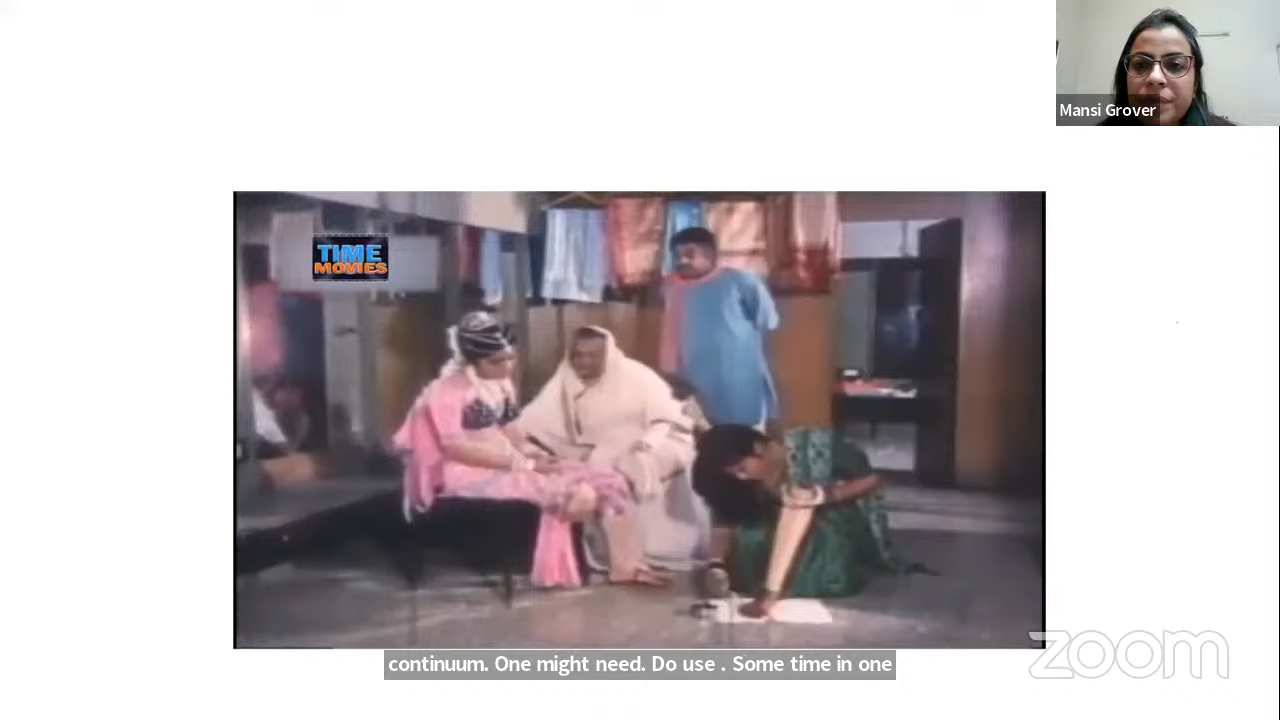 Mansi Grover
TIME
MOVIES
continuum. One might need. Do use . Some time in one
zoom